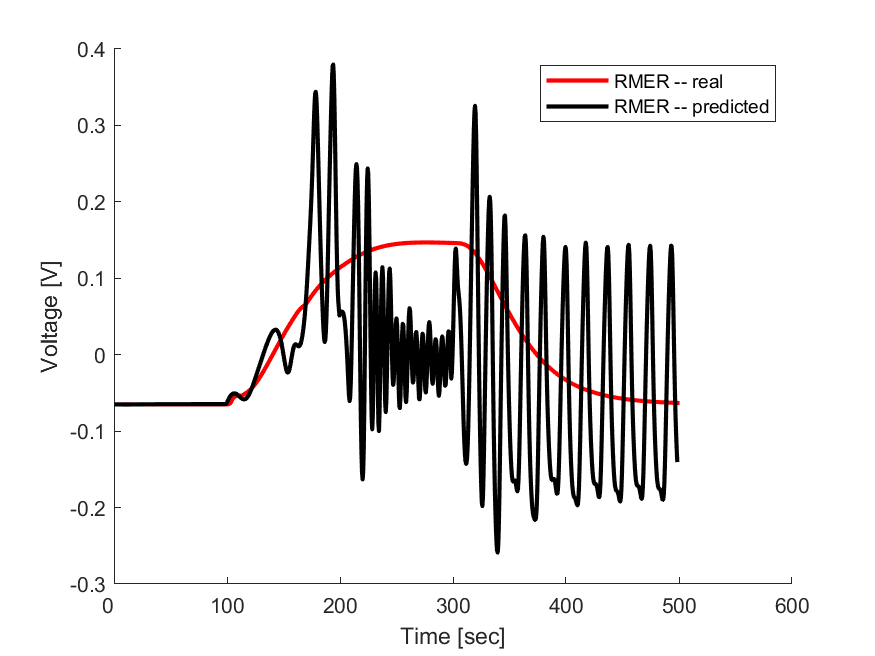 0.4
0.3
0.2
0.1
0
-0.1
-0.2
-0.3
0 100 200 300 400 500 600
Voltage [V]
Time [sec]
RMER -- real
RMER -- predicted